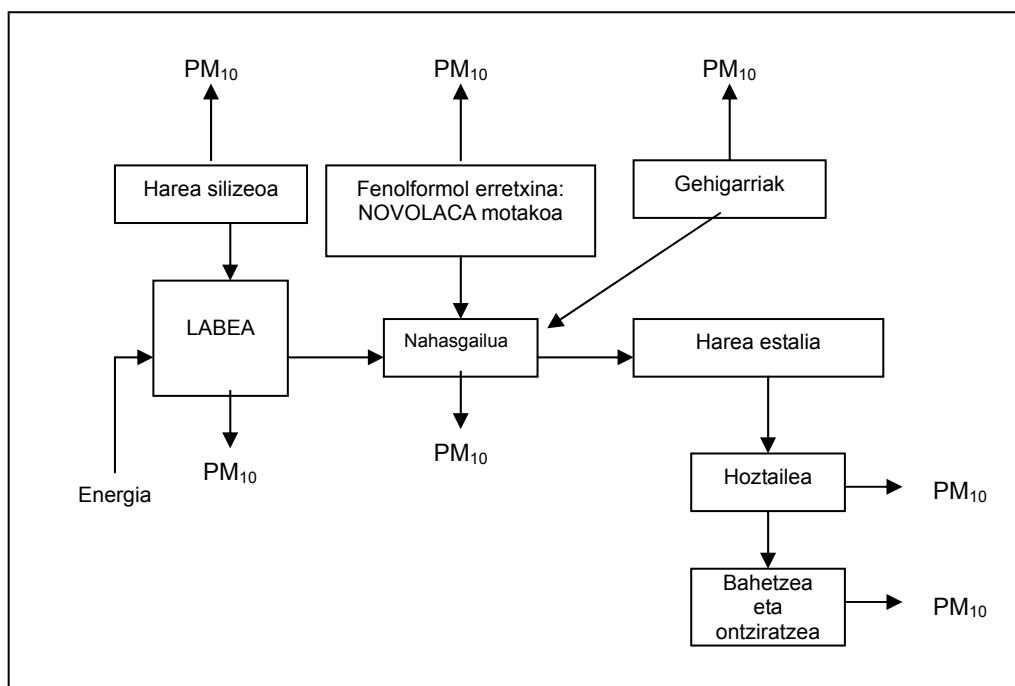 PM₁₀ PM₁₀ PM₁₀
Harea silizeoa
Fenolformol erretxina:
NOVOLACA motakoa
Gehigarriak
LABEA
Nahasgailua
Harea estalia
PM₁₀
PM₁₀
Energia
Hoztailea
PM₁₀
Bahetzea
eta
ontziratzea
PM₁₀